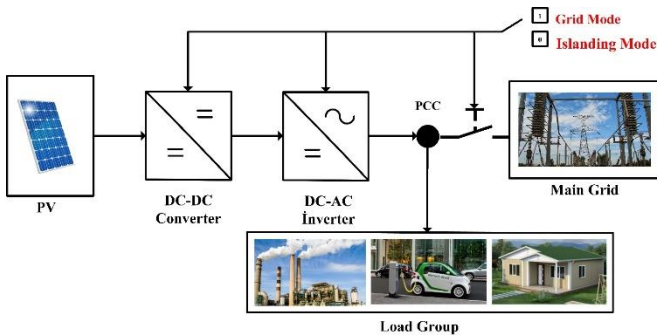 1 Grid Mode
0 Islanding Mode
PCC
PV
DC-DC
Converter
DC-AC
İnverter
Main Grid
Load Group